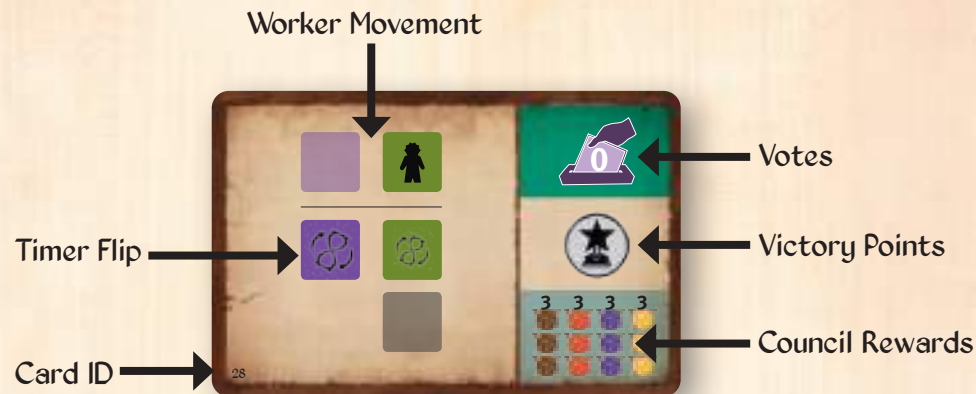 Worker Movement
0
Votes
Timer Flip
Victory Points
3 3 3 3
Council Rewards
Card ID
28